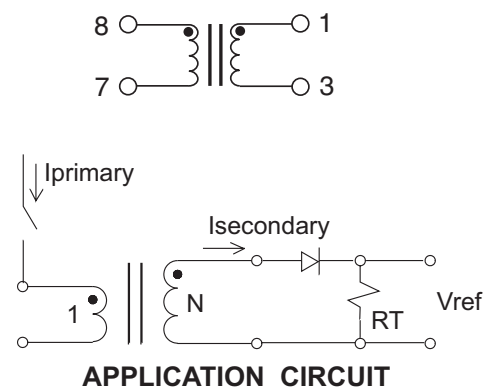 8 1
7 3
Iprimary
Isecondary
1 N RT Vref
APPLICATION CIRCUIT